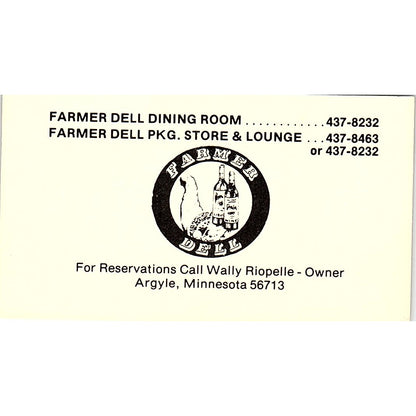 FARMER DELL DINING ROOM ............ 437-8232
FARMER DELL PKG. STORE & LOUNGE ... 437-8463
or 437-8232
FARMER
DELL
For Reservations Call Wally Riopelle - Owner
Argyle, Minnesota 56713